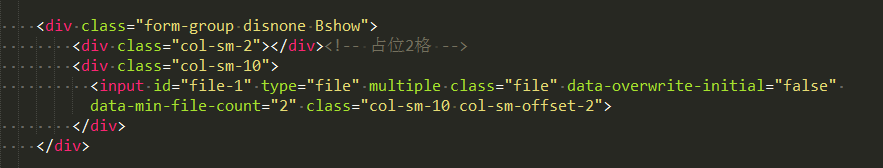 <div class="form-group disnone Bshow">
<div class="col-sm-2"></div><!-- 占位2格 -->
<div class="col-sm-10">
<input id="file-1" type="file" multiple class="file" data-overwrite-initial="false"
data-min-file-count="2" class="col-sm-10 col-sm-offset-2">
</div>
</div>